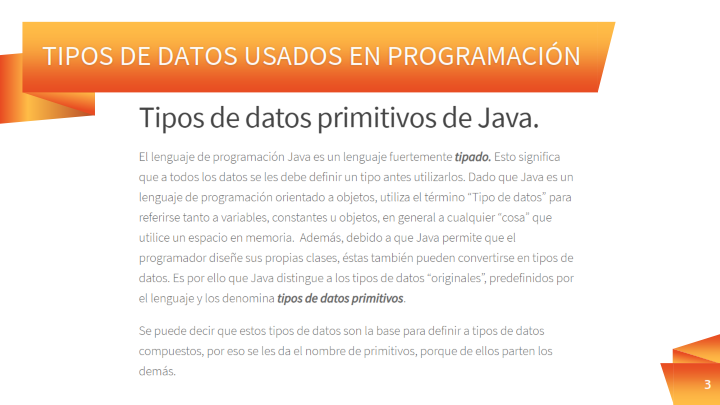 TIPOS DE DATOS USADOS EN PROGRAMACIÓN
Tipos de datos primitivos de Java.
El lenguaje de programación Java es un lenguaje fuertemente tipado. Esto significa
que a todos los datos se les debe definir un tipo antes utilizarlos. Dado que Java es un
lenguaje de programación orientado a objetos, utiliza el término “Tipo de datos” para
referirse tanto a variables, constantes u objetos, en general a cualquier “cosa” que
utilice un espacio en memoria.  Además, debido a que Java permite que el
programador diseñe sus propias clases, éstas también pueden convertirse en tipos de
datos. Es por ello que Java distingue a los tipos de datos “originales”, predefinidos por
el lenguaje y los denomina tipos de datos primitivos.
Se puede decir que estos tipos de datos son la base para definir a tipos de datos
compuestos, por eso se les da el nombre de primitivos, porque de ellos parten los
demás.
3